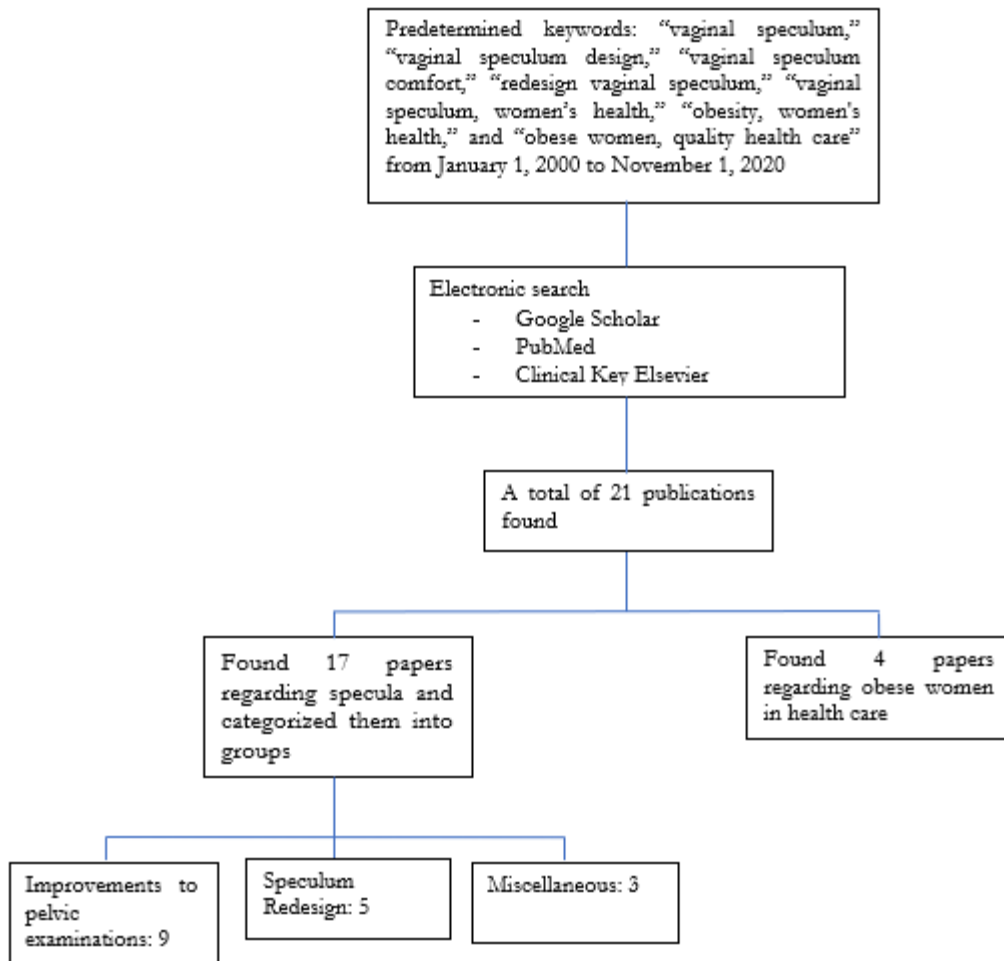 Predetermined keywords: “vaginal speculum,”
“vaginal speculum design,” “vaginal speculum
comfort,” “redesign vaginal speculum,” “vaginal
speculum, women’s health,” “obesity, women's
health,” and “obese women, quality health care”
from January 1, 2000 to November 1, 2020
Electronic search
- Google Scholar
- PubMed
- Clinical Key Elsevier
A total of 21 publications
found
Found 17 papers
regarding specula and
categorized them into
groups
Found 4 papers
regarding obese women
in health care
Improvements to
pelvic
examinations: 9
Speculum
Redesign: 5
Miscellaneous: 3